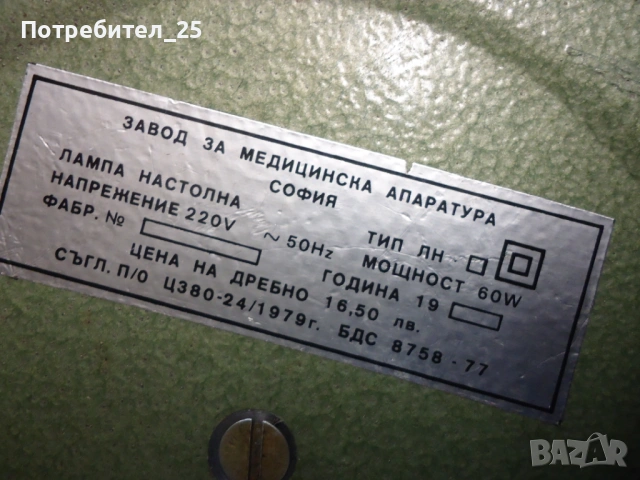 Потребител_25
ЗАВОД ЗА МЕДИЦИНСКА АПАРАТУРА
СОФИЯ
ЛАМПА НАСТОЛНА ТИП ЛН
НАПРЕЖЕНИЕ 220V ~ 50Hz МОЩНОСТ 60W
ФАБР. № ГОДИНА 19
ЦЕНА НА ДРЕБНО 16,50 лв.
СЪГЛ. П/О ЦЗ80-24/1979г. БДС 8758-77
BAZAR